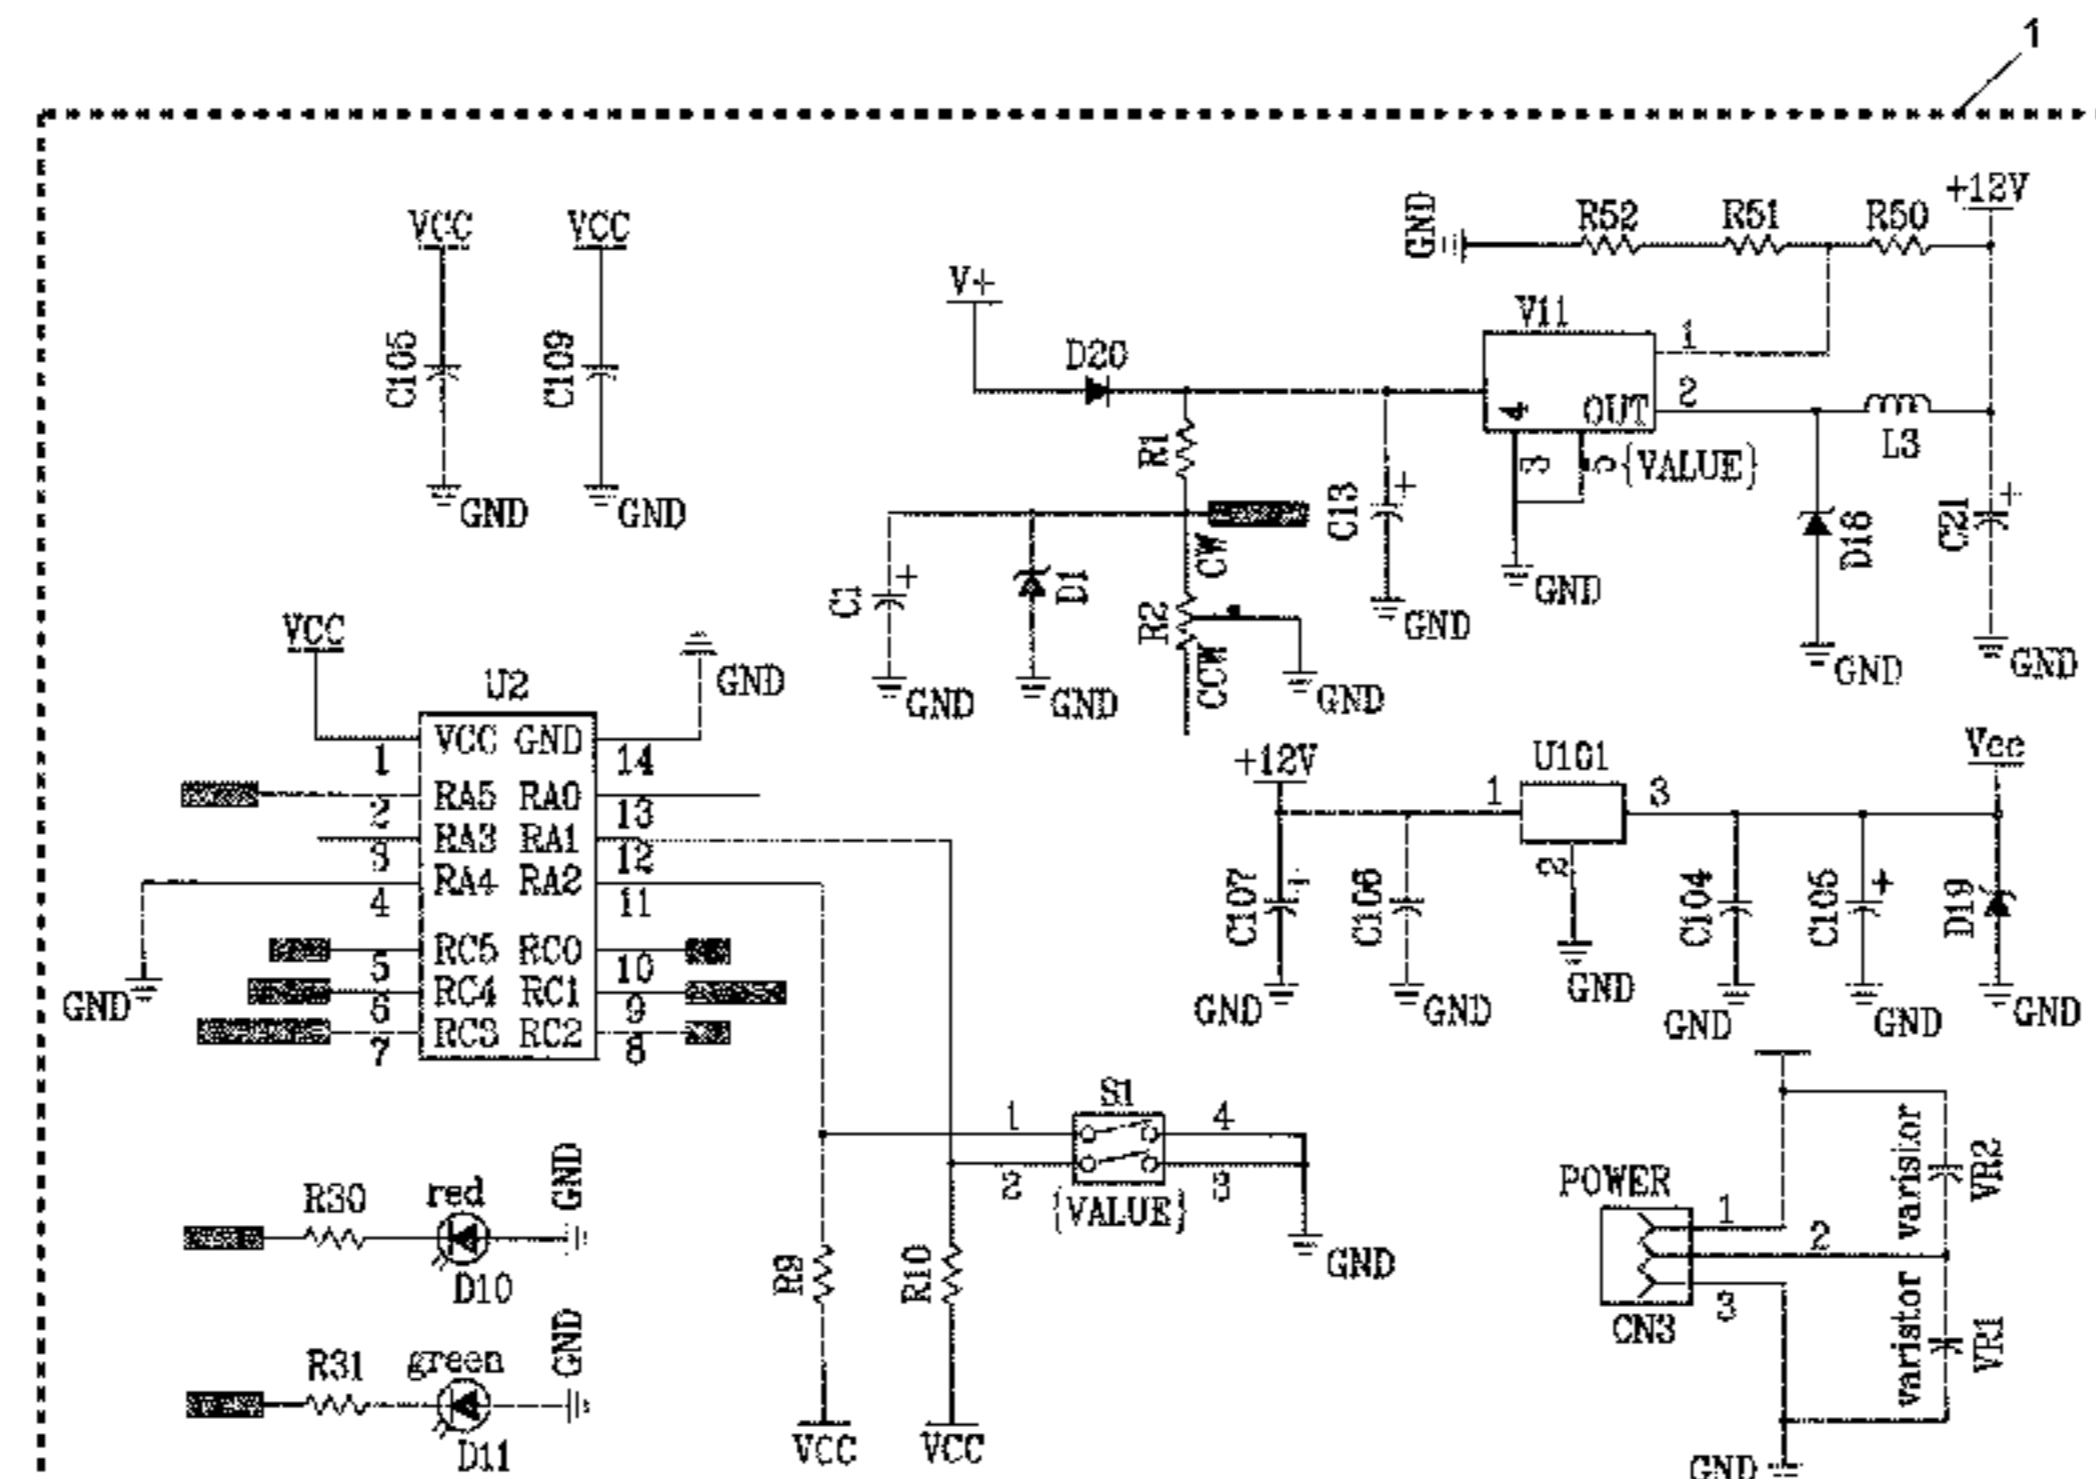 1
+12V
VCC
VCC
GND
R52
R51
R50
V+
V11
1
D20
C105
C109
4
OUT
2
L3
R1
3
5
{VALUE}
GND
GND
C13
+
CW
GND
D18
C21
+
C1
+
D1
R2
CCW
GND
GND
GND
GND
GND
GND
VCC
U2
GND
VCC GND
1
14
RA5 RA0
2
13
RA3 RA1
3
12
RA4 RA2
4
11
RC5 RC0
5
10
RC4 RC1
6
9
RC3 RC2
7
8
GND
+12V
U101
Vcc
1
3
2
C107
C104
C105
+
D19
GND
GND
GND
GND
GND
GND
S1
1
4
2
3
{VALUE}
GND
R9
R10
VCC
VCC
R30
red
GND
D10
R31
green
GND
D11
POWER
1
2
3
CN3
varistor
VR2
varistor
VR1
GND